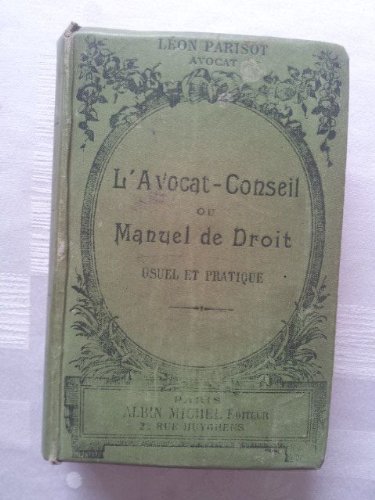 LÉON PARISOT
AVOCAT
L'AVOCAT-CONSEIL
OU
MANUEL DE DROIT
USUEL ET PRATIQUE
PARIS
ALBIN MICHEL ÉDITEUR
22 RUE HUYGHENS